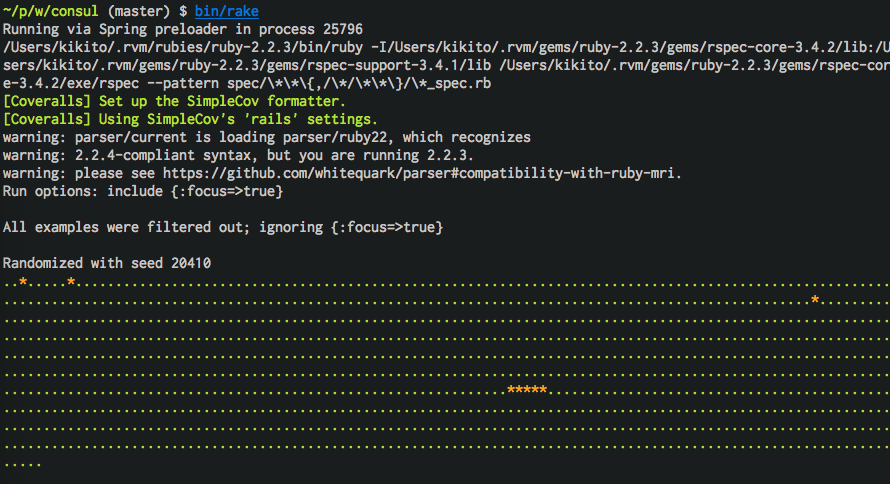 ~/p/w/consul (master) $ bin/rake
Running via Spring preloader in process 25796
/Users/kikito/.rvm/rubies/ruby-2.2.3/bin/ruby -I/Users/kikito/.rvm/gems/ruby-2.2.3/gems/rspec-core-3.4.2/lib:/U
sers/kikito/.rvm/gems/ruby-2.2.3/gems/rspec-support-3.4.1/lib /Users/kikito/.rvm/gems/ruby-2.2.3/gems/rspec-cor
e-3.4.2/exe/rspec --pattern spec/\*\*\{,/\*/\*\*\}/\*_spec.rb
[Coveralls] Set up the SimpleCov formatter.
[Coveralls] Using SimpleCov's 'rails' settings.
warning: parser/current is loading parser/ruby22, which recognizes
warning: 2.2.4-compliant syntax, but you are running 2.2.3.
warning: please see https://github.com/whitequark/parser#compatibility-with-ruby-mri.
Run options: include {:focus=>true}
All examples were filtered out; ignoring {:focus=>true}
Randomized with seed 20410
..*.....*......................................................................................................
.....................................................................................................*.........
...............................................................................................................
...............................................................................................................
...............................................................................................................
...............................................................................................................
...............................................................*****...........................................
...............................................................................................................
...............................................................................................................
...............................................................................................................
.....